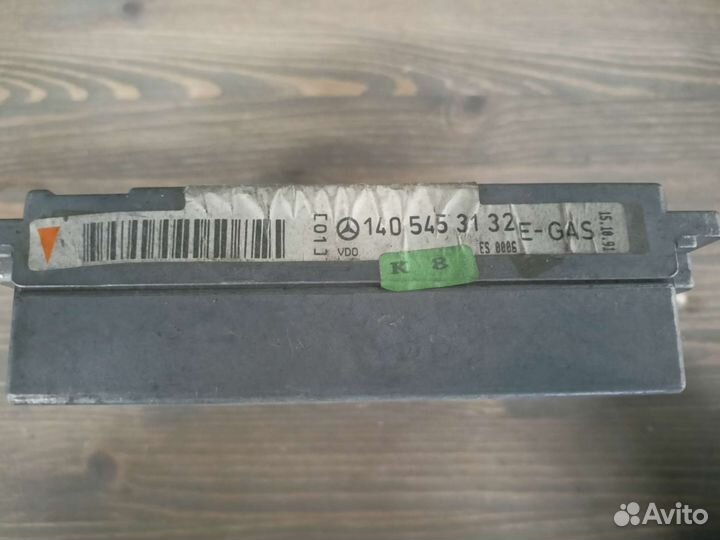 [01] 140 545 31 32 E-GAS 15.10.91
VDO ES 0006
K 8
Avito